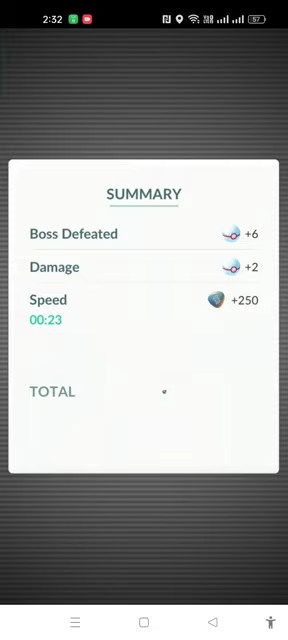 2:32
57
SUMMARY
Boss Defeated +6
Damage +2
Speed +250
00:23
TOTAL